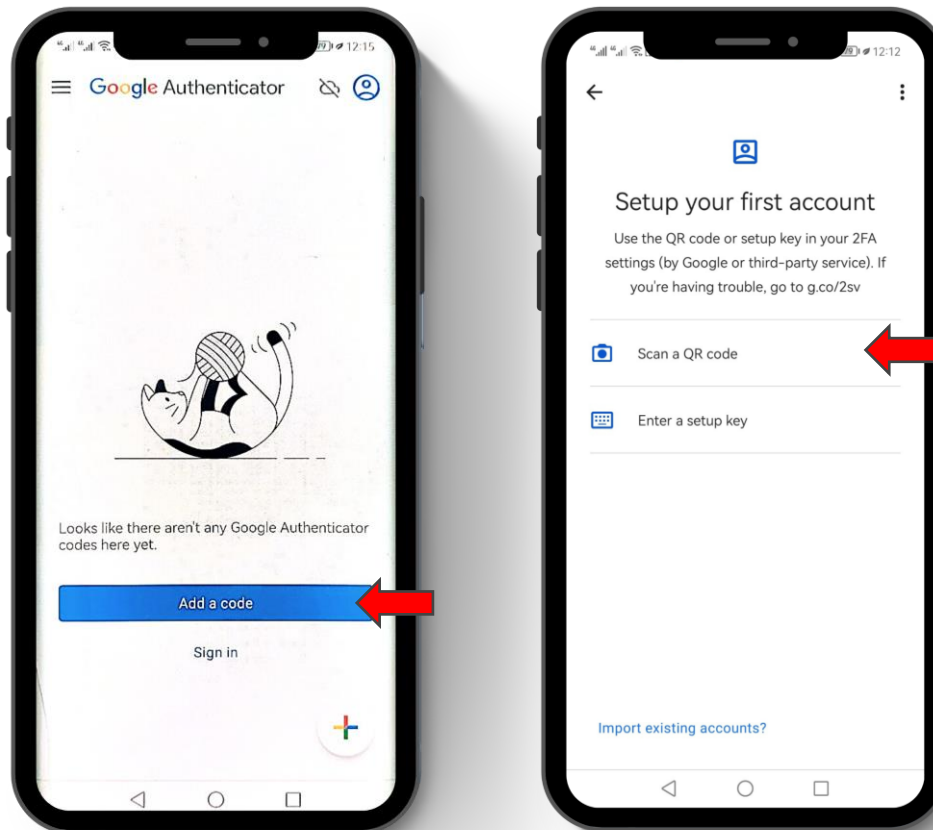 12:15
Google Authenticator
Looks like there aren't any Google Authenticator
codes here yet.
Add a code
Sign in
12:12
Setup your first account
Use the QR code or setup key in your 2FA
settings (by Google or third-party service). If
you're having trouble, go to g.co/2sv
Scan a QR code
Enter a setup key
Import existing accounts?